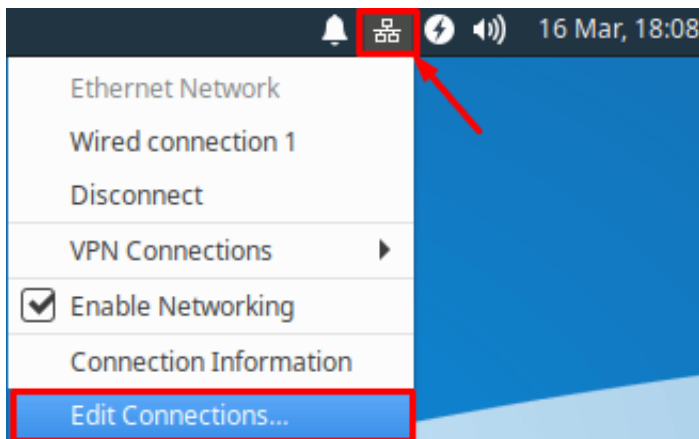 16 Mar, 18:08
Ethernet Network
Wired connection 1
Disconnect
VPN Connections
Enable Networking
Connection Information
Edit Connections...